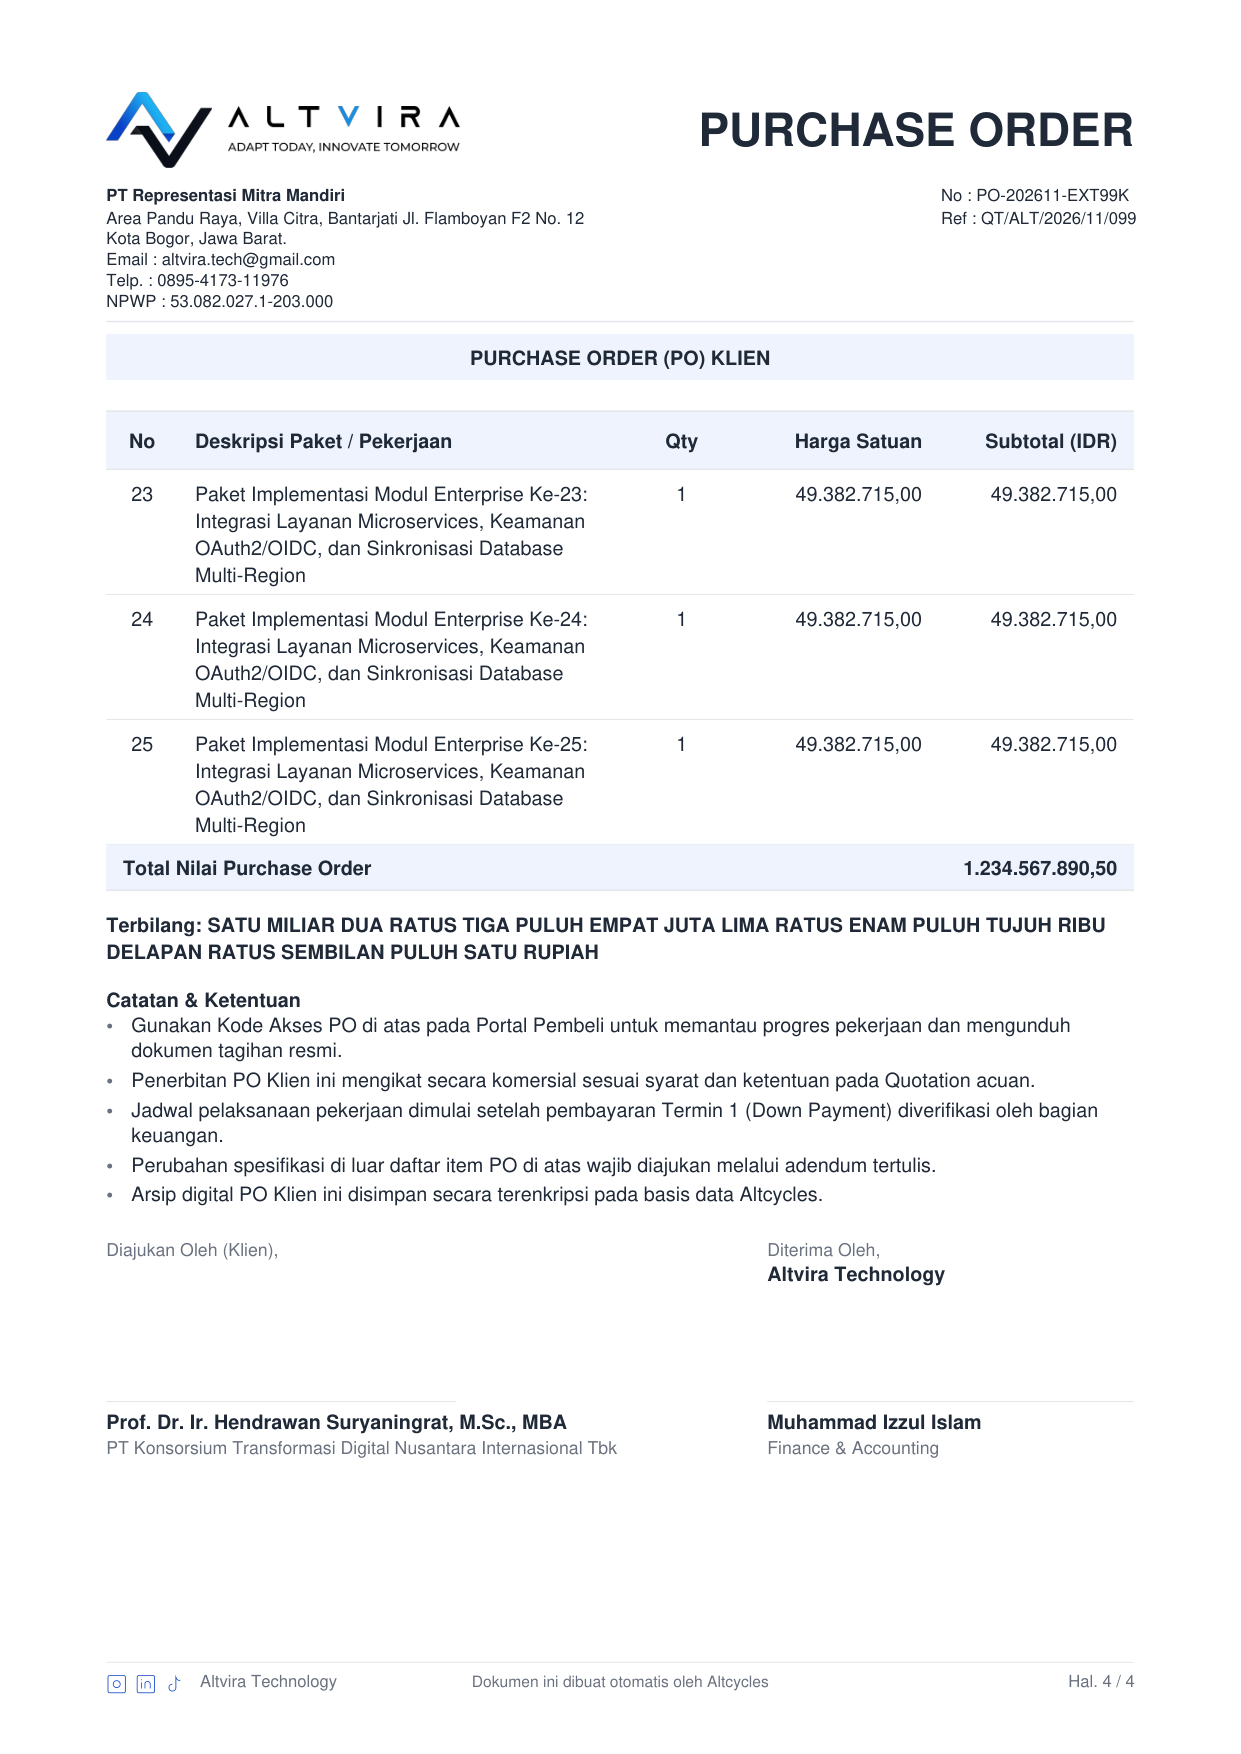 ALTVIRA
ADAPT TODAY, INNOVATE TOMORROW
PURCHASE ORDER
PT Representasi Mitra Mandiri
Area Pandu Raya, Villa Citra, Bantarjati Jl. Flamboyan F2 No. 12
Kota Bogor, Jawa Barat.
Email : altvira.tech@gmail.com
Telp. : 0895-4173-11976
NPWP : 53.082.027.1-203.000
No : PO-202611-EXT99K
Ref : QT/ALT/2026/11/099
PURCHASE ORDER (PO) KLIEN
No Deskripsi Paket / Pekerjaan Qty Harga Satuan Subtotal (IDR)
23 Paket Implementasi Modul Enterprise Ke-23: 1 49.382.715,00 49.382.715,00
Integrasi Layanan Microservices, Keamanan
OAuth2/OIDC, dan Sinkronisasi Database
Multi-Region
24 Paket Implementasi Modul Enterprise Ke-24: 1 49.382.715,00 49.382.715,00
Integrasi Layanan Microservices, Keamanan
OAuth2/OIDC, dan Sinkronisasi Database
Multi-Region
25 Paket Implementasi Modul Enterprise Ke-25: 1 49.382.715,00 49.382.715,00
Integrasi Layanan Microservices, Keamanan
OAuth2/OIDC, dan Sinkronisasi Database
Multi-Region
Total Nilai Purchase Order 1.234.567.890,50
Terbilang: SATU MILIAR DUA RATUS TIGA PULUH EMPAT JUTA LIMA RATUS ENAM PULUH TUJUH RIBU
DELAPAN RATUS SEMBILAN PULUH SATU RUPIAH
Catatan & Ketentuan
• Gunakan Kode Akses PO di atas pada Portal Pembeli untuk memantau progres pekerjaan dan mengunduh
dokumen tagihan resmi.
• Penerbitan PO Klien ini mengikat secara komersial sesuai syarat dan ketentuan pada Quotation acuan.
• Jadwal pelaksanaan pekerjaan dimulai setelah pembayaran Termin 1 (Down Payment) diverifikasi oleh bagian
keuangan.
• Perubahan spesifikasi di luar daftar item PO di atas wajib diajukan melalui adendum tertulis.
• Arsip digital PO Klien ini disimpan secara terenkripsi pada basis data Altcycles.
Diajukan Oleh (Klien),
Diterima Oleh,
Altvira Technology
Prof. Dr. Ir. Hendrawan Suryaningrat, M.Sc., MBA
PT Konsorsium Transformasi Digital Nusantara Internasional Tbk
Muhammad Izzul Islam
Finance & Accounting
Altvira Technology Dokumen ini dibuat otomatis oleh Altcycles Hal. 4 / 4